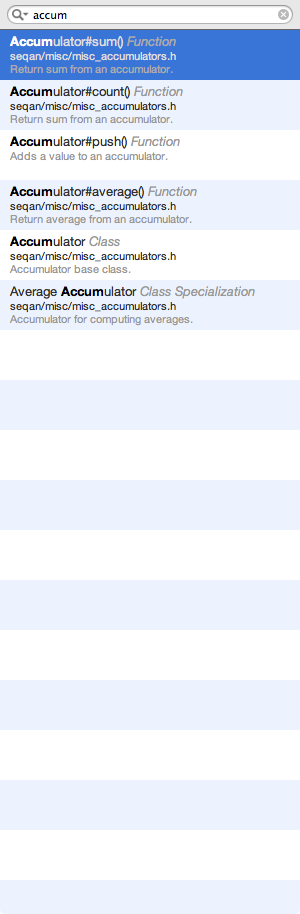 accum
Accumulator#sum() Function
seqan/misc/misc_accumulators.h
Return sum from an accumulator.
Accumulator#count() Function
seqan/misc/misc_accumulators.h
Return sum from an accumulator.
Accumulator#push() Function
Adds a value to an accumulator.
Accumulator#average() Function
seqan/misc/misc_accumulators.h
Return average from an accumulator.
Accumulator Class
seqan/misc/misc_accumulators.h
Accumulator base class.
Average Accumulator Class Specialization
seqan/misc/misc_accumulators.h
Accumulator for computing averages.